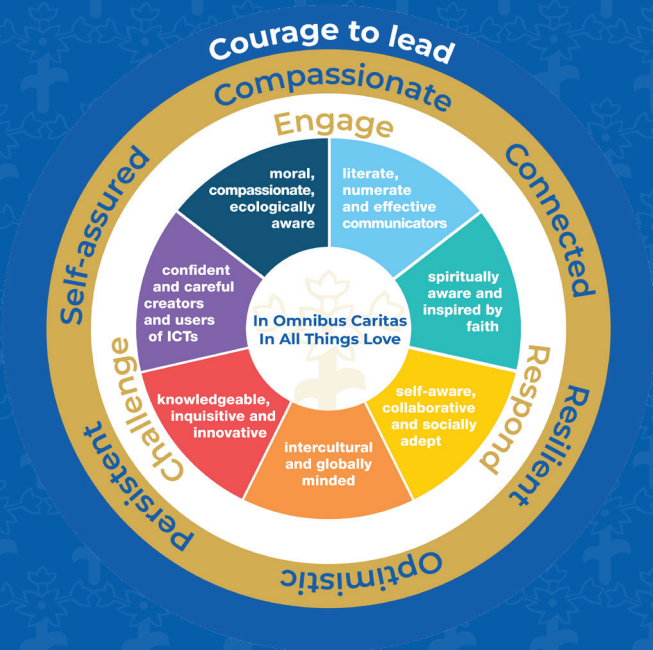 Courage to lead
Compassionate
Connected
Resilient
Optimistic
Persistent
Self-assured
Engage
Respond
Challenge
literate,
numerate
and effective
communicators
spiritually
aware and
inspired by
faith
self-aware,
collaborative
and socially
adept
intercultural
and globally
minded
knowledgeable,
inquisitive and
innovative
confident
and careful
creators
and users
of ICTs
moral,
compassionate,
ecologically
aware
In Omnibus Caritas
In All Things Love